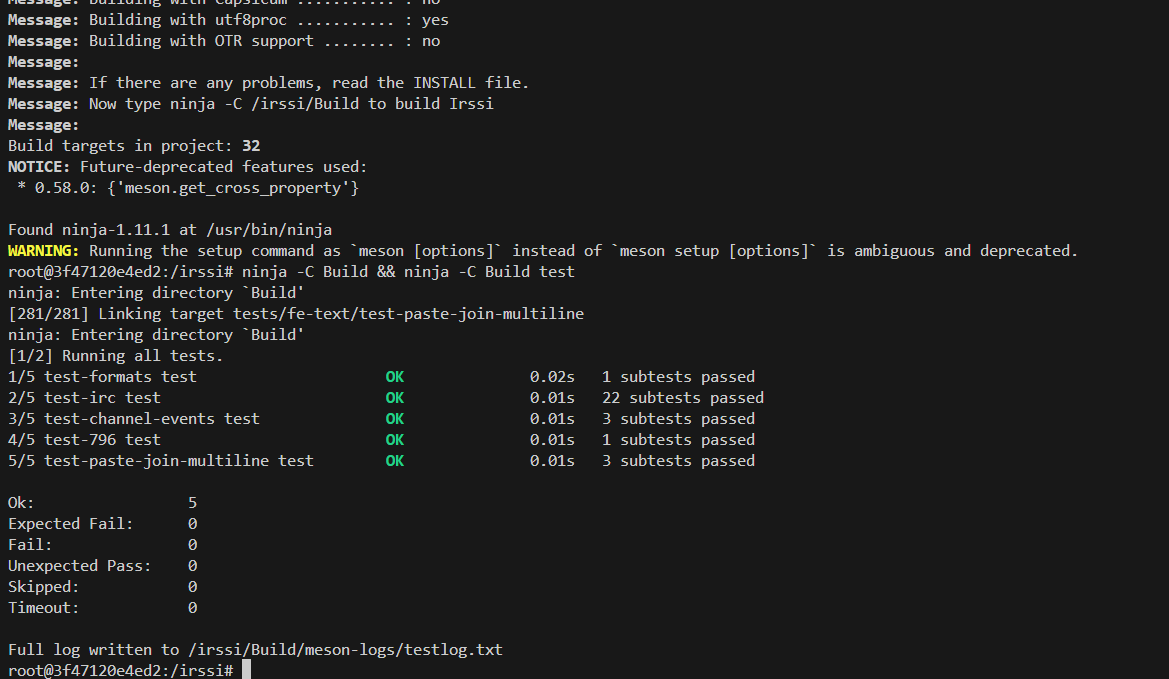 Message: Building with Capsicum ........... : no
Message: Building with utf8proc ........... : yes
Message: Building with OTR support ........ : no
Message:
Message: If there are any problems, read the INSTALL file.
Message: Now type ninja -C /irssi/Build to build Irssi
Message:
Build targets in project: 32
NOTICE: Future-deprecated features used:
 * 0.58.0: {'meson.get_cross_property'}
Found ninja-1.11.1 at /usr/bin/ninja
WARNING: Running the setup command as `meson [options]` instead of `meson setup [options]` is ambiguous and deprecated.
root@3f47120e4ed2:/irssi# ninja -C Build && ninja -C Build test
ninja: Entering directory `Build'
[281/281] Linking target tests/fe-text/test-paste-join-multiline
ninja: Entering directory `Build'
[1/2] Running all tests.
1/5 test-formats test                     OK              0.02s   1 subtests passed
2/5 test-irc test                         OK              0.01s   22 subtests passed
3/5 test-channel-events test              OK              0.01s   3 subtests passed
4/5 test-796 test                         OK              0.01s   1 subtests passed
5/5 test-paste-join-multiline test        OK              0.01s   3 subtests passed
Ok:                 5
Expected Fail:      0
Fail:               0
Unexpected Pass:    0
Skipped:            0
Timeout:            0
Full log written to /irssi/Build/meson-logs/testlog.txt
root@3f47120e4ed2:/irssi#